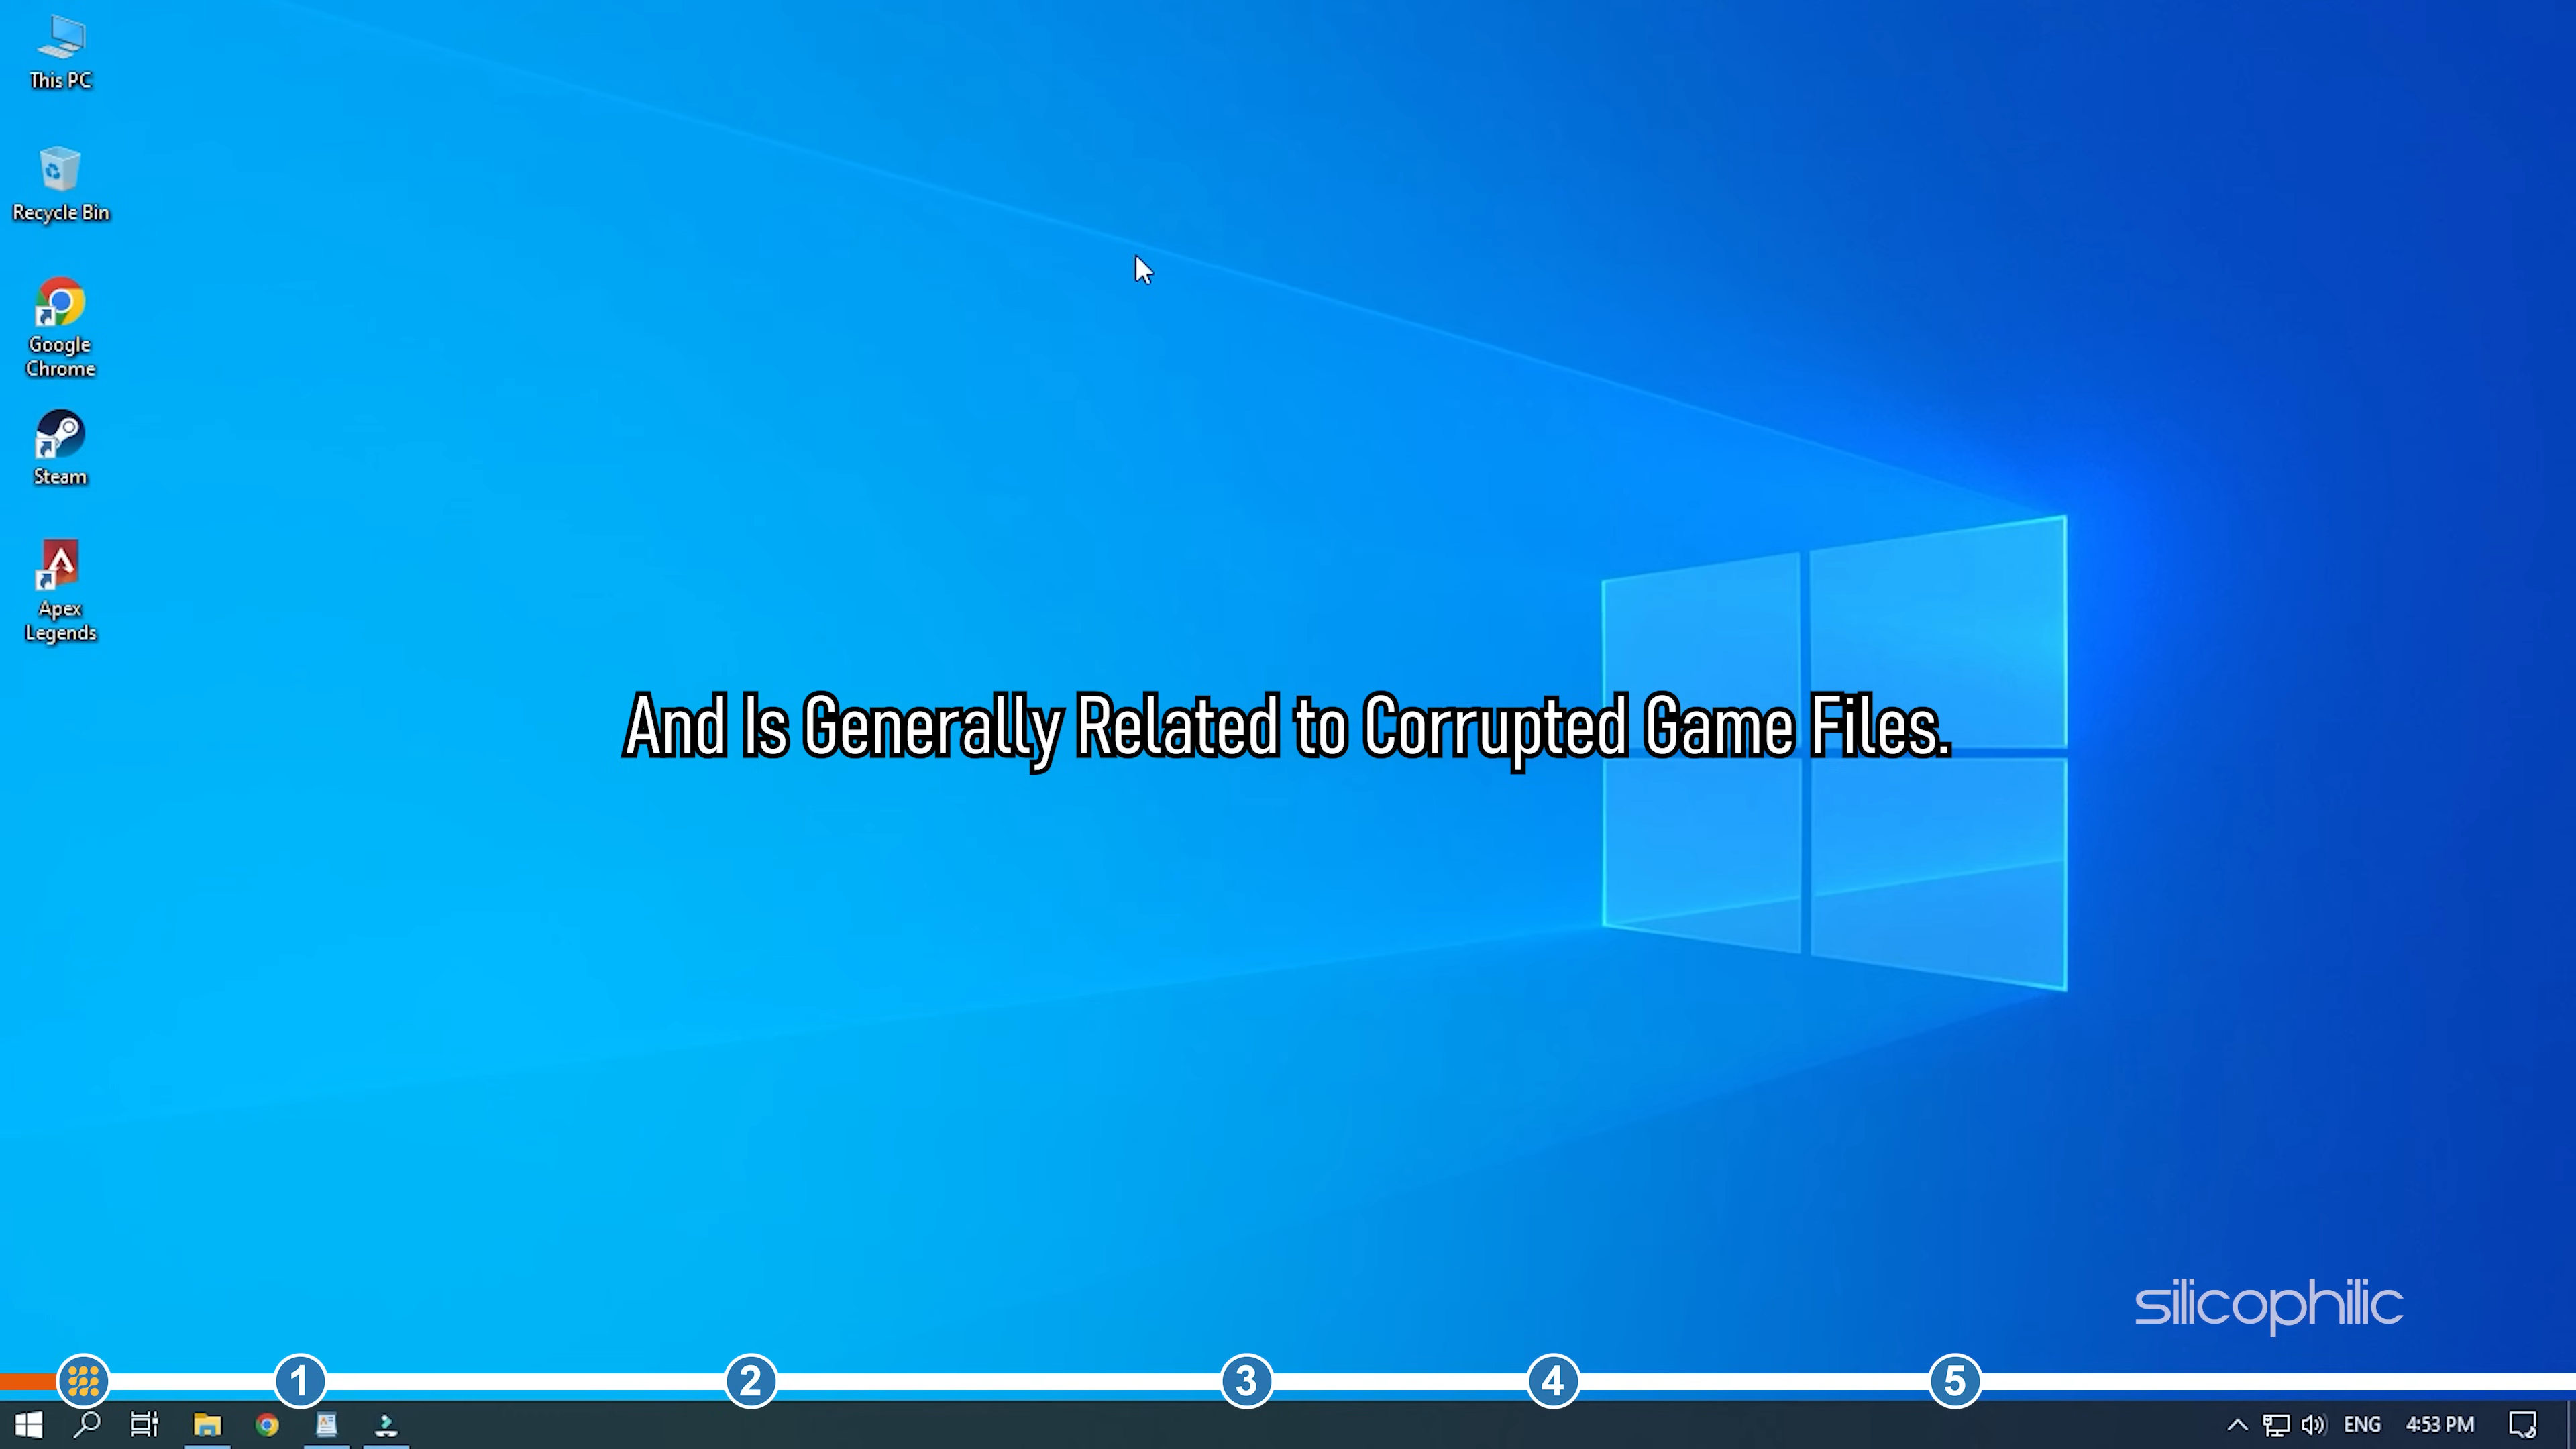 This PC
Recycle Bin
Google
Chrome
Steam
Apex
Legends
And Is Generally Related to Corrupted Game Files.
silicophilic
1 2 3 4 5
ENG 4:53 PM